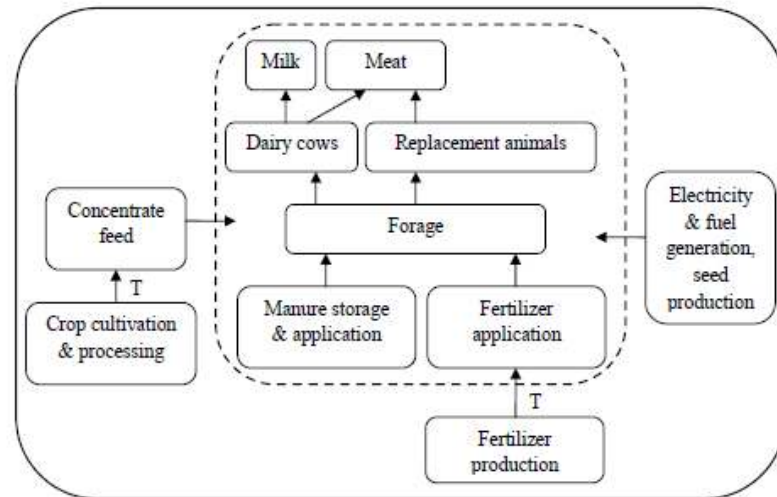 Milk
Meat
Dairy cows
Replacement animals
Concentrate
feed
Forage
Electricity
& fuel
generation,
seed
production
T
Crop cultivation
& processing
Manure storage
& application
Fertilizer
application
T
Fertilizer
production